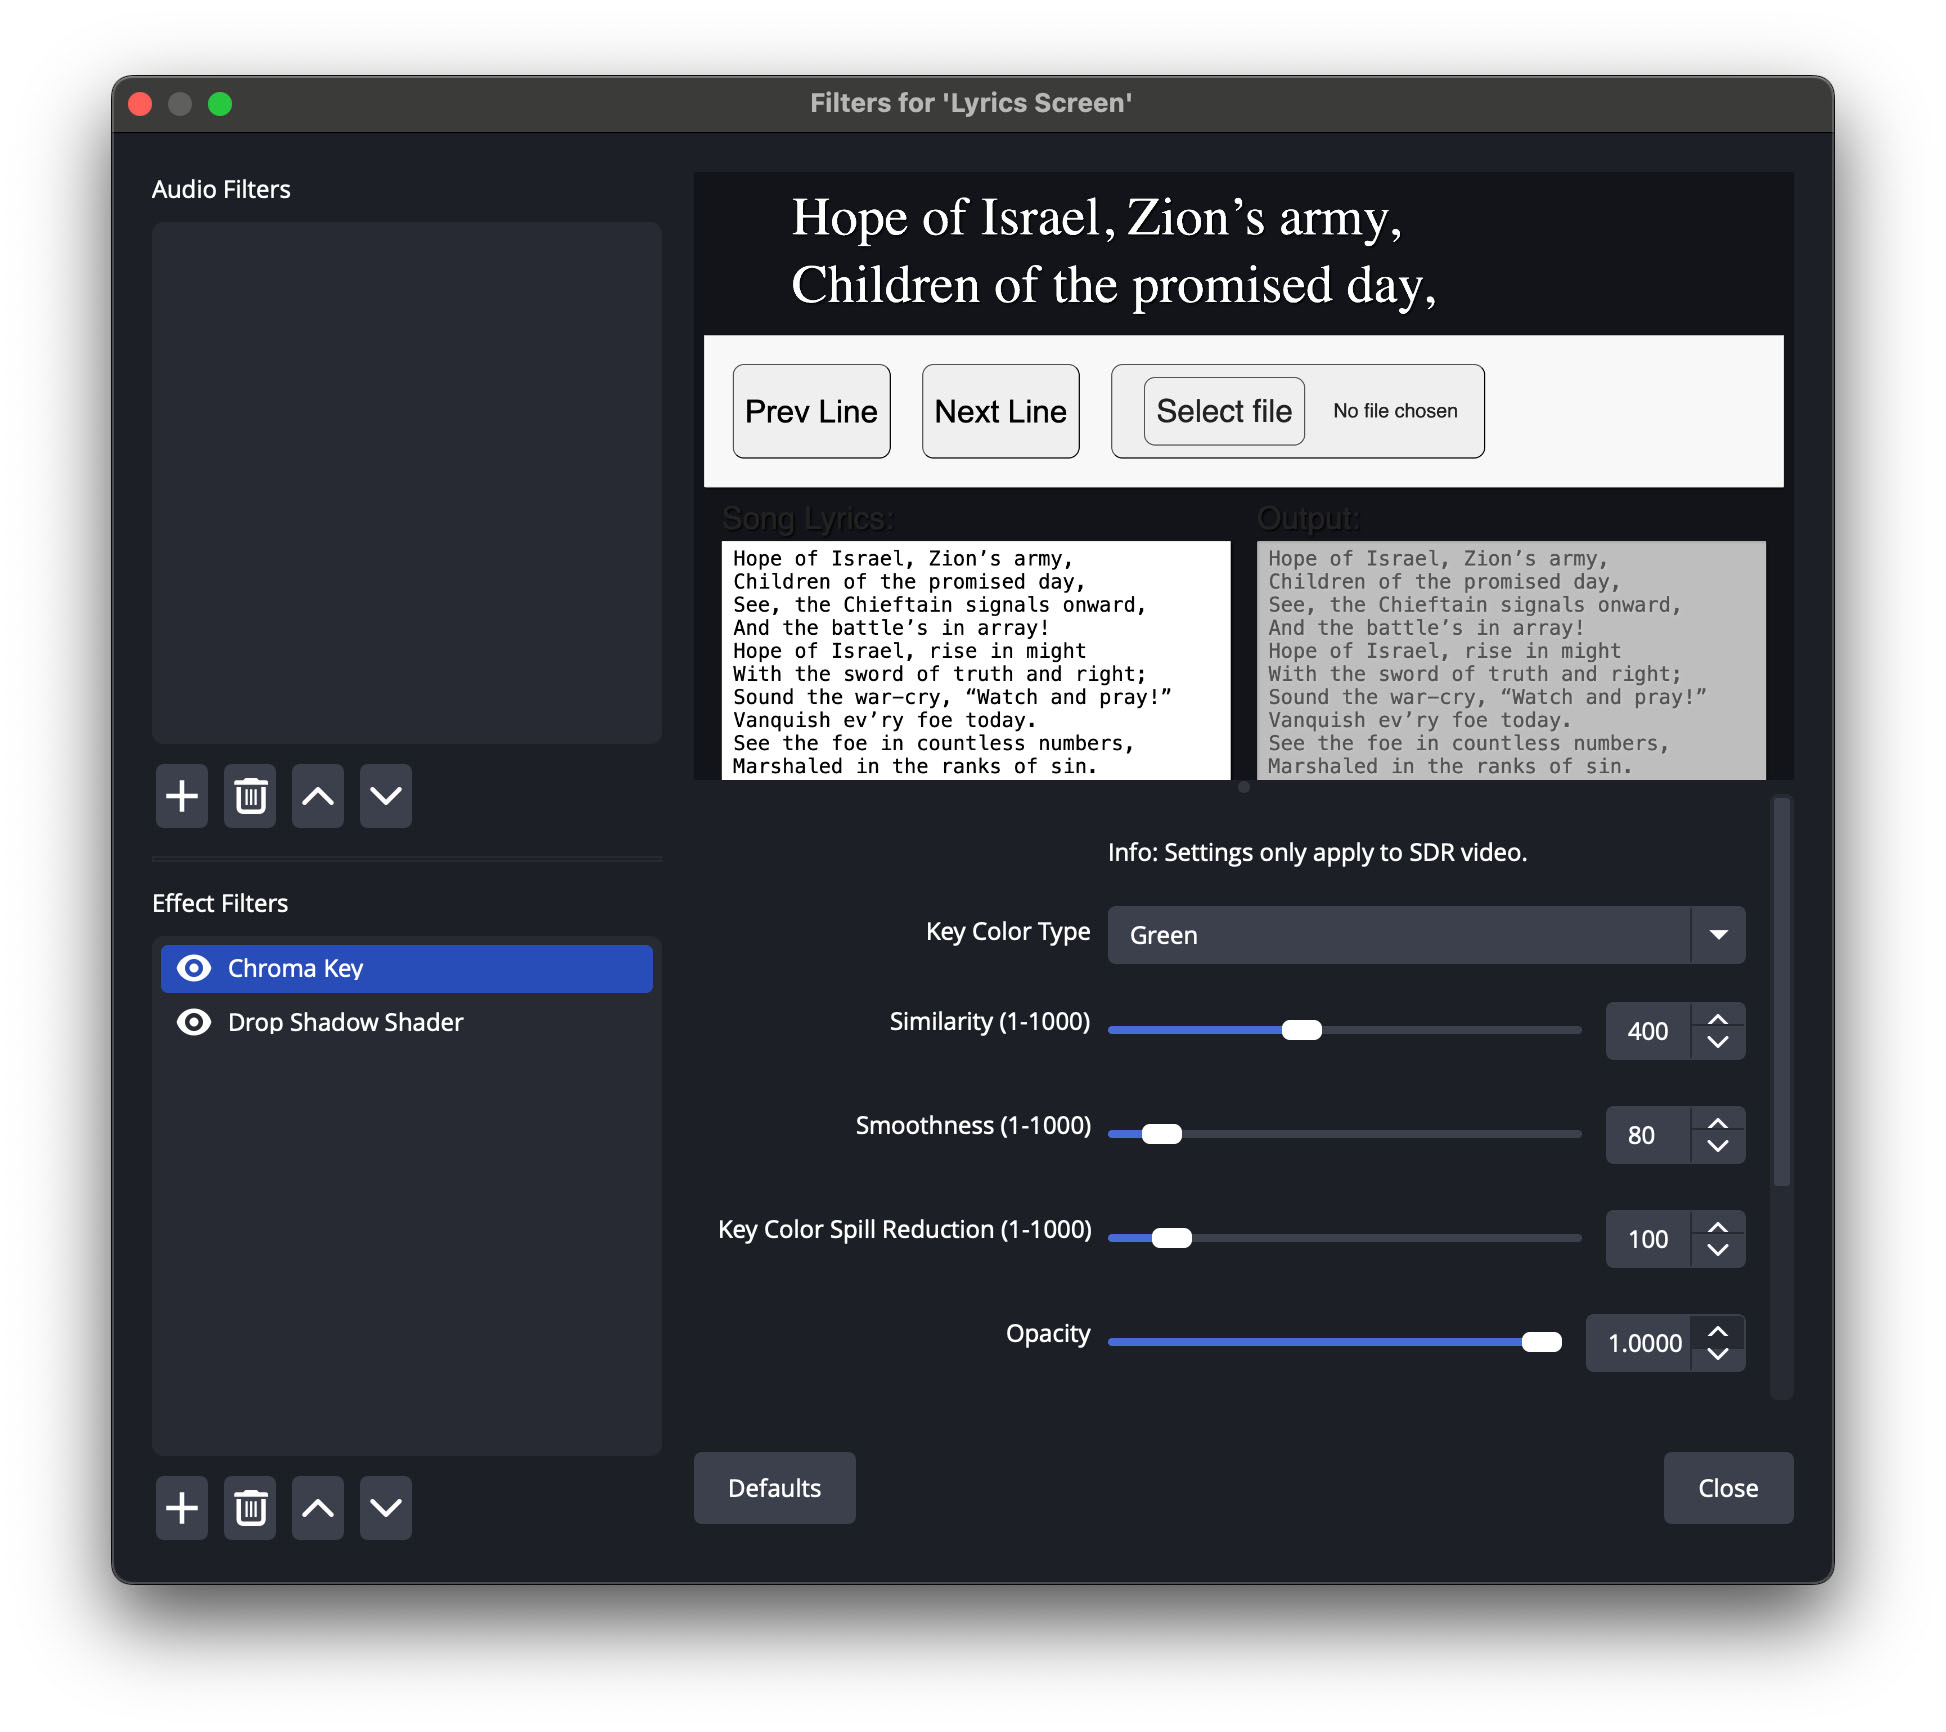 Filters for 'Lyrics Screen'
Audio Filters
Hope of Israel, Zion’s army,
Children of the promised day,
Prev Line
Next Line
Select file
No file chosen
Song Lyrics:
Hope of Israel, Zion’s army,
Children of the promised day,
See, the Chieftain signals onward,
And the battle’s in array!
Hope of Israel, rise in might
With the sword of truth and right;
Sound the war-cry, “Watch and pray!”
Vanquish ev’ry foe today.
See the foe in countless numbers,
Marshaled in the ranks of sin.
Output:
Hope of Israel, Zion’s army,
Children of the promised day,
See, the Chieftain signals onward,
And the battle’s in array!
Hope of Israel, rise in might
With the sword of truth and right;
Sound the war-cry, “Watch and pray!”
Vanquish ev’ry foe today.
See the foe in countless numbers,
Marshaled in the ranks of sin.
Effect Filters
Chroma Key
Drop Shadow Shader
Info: Settings only apply to SDR video.
Key Color Type
Green
Similarity (1-1000)
400
Smoothness (1-1000)
80
Key Color Spill Reduction (1-1000)
100
Opacity
1.0000
Defaults
Close